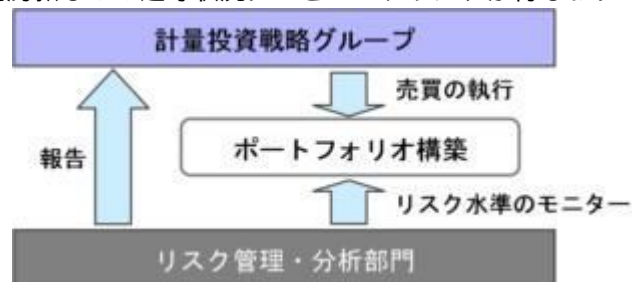 計量投資戦略グループ
売買の執行
報告
ポートフォリオ構築
リスク水準のモニター
リスク管理・分析部門